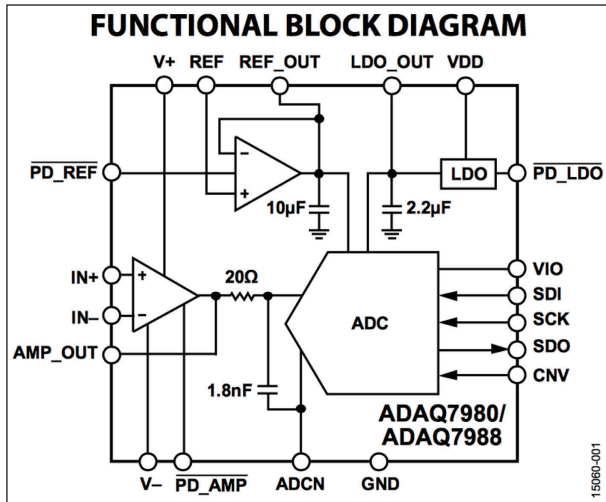 FUNCTIONAL BLOCK DIAGRAM
V+ REF REF_OUT LDO_OUT VDD
PD_REF
LDO
PD_LDO
10µF
2.2µF
IN+
IN–
AMP_OUT
20Ω
1.8nF
ADC
VIO
SDI
SCK
SDO
CNV
ADAQ7980/
ADAQ7988
V– PD_AMP ADCN GND
15060-001
+
–
–
+